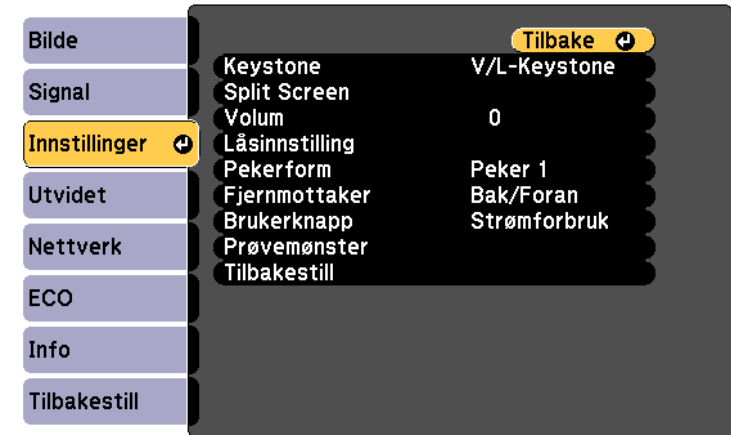 Bilde
Signal
Innstillinger
Utvidet
Nettverk
ECO
Info
Tilbakestill
Tilbake
Keystone V/L-Keystone
Split Screen
Volum 0
Låsinnstilling
Pekerform Peker 1
Fjernmottaker Bak/Foran
Brukerknapp Strømforbruk
Prøvemønster
Tilbakestill